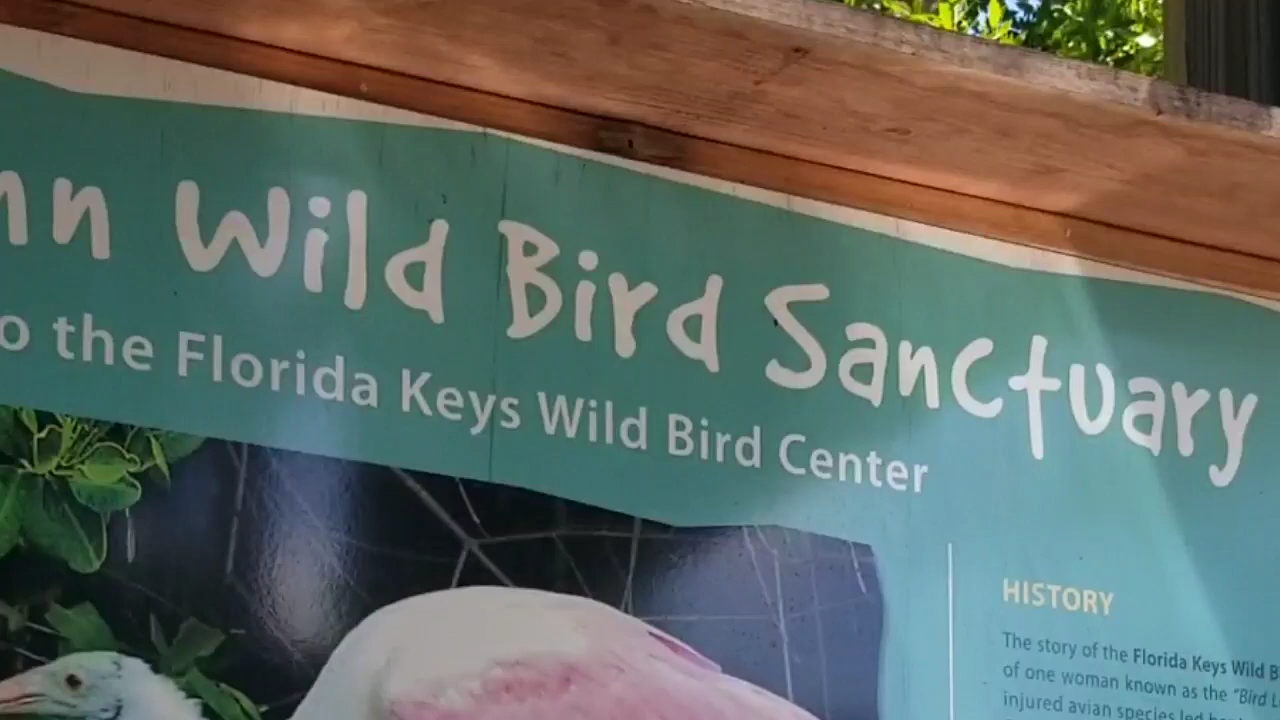 nn Wild Bird Sanctuary
o the Florida Keys Wild Bird Center
HISTORY
The story of the Florida Keys Wild B
of one woman known as the "Bird L
injured avian species led